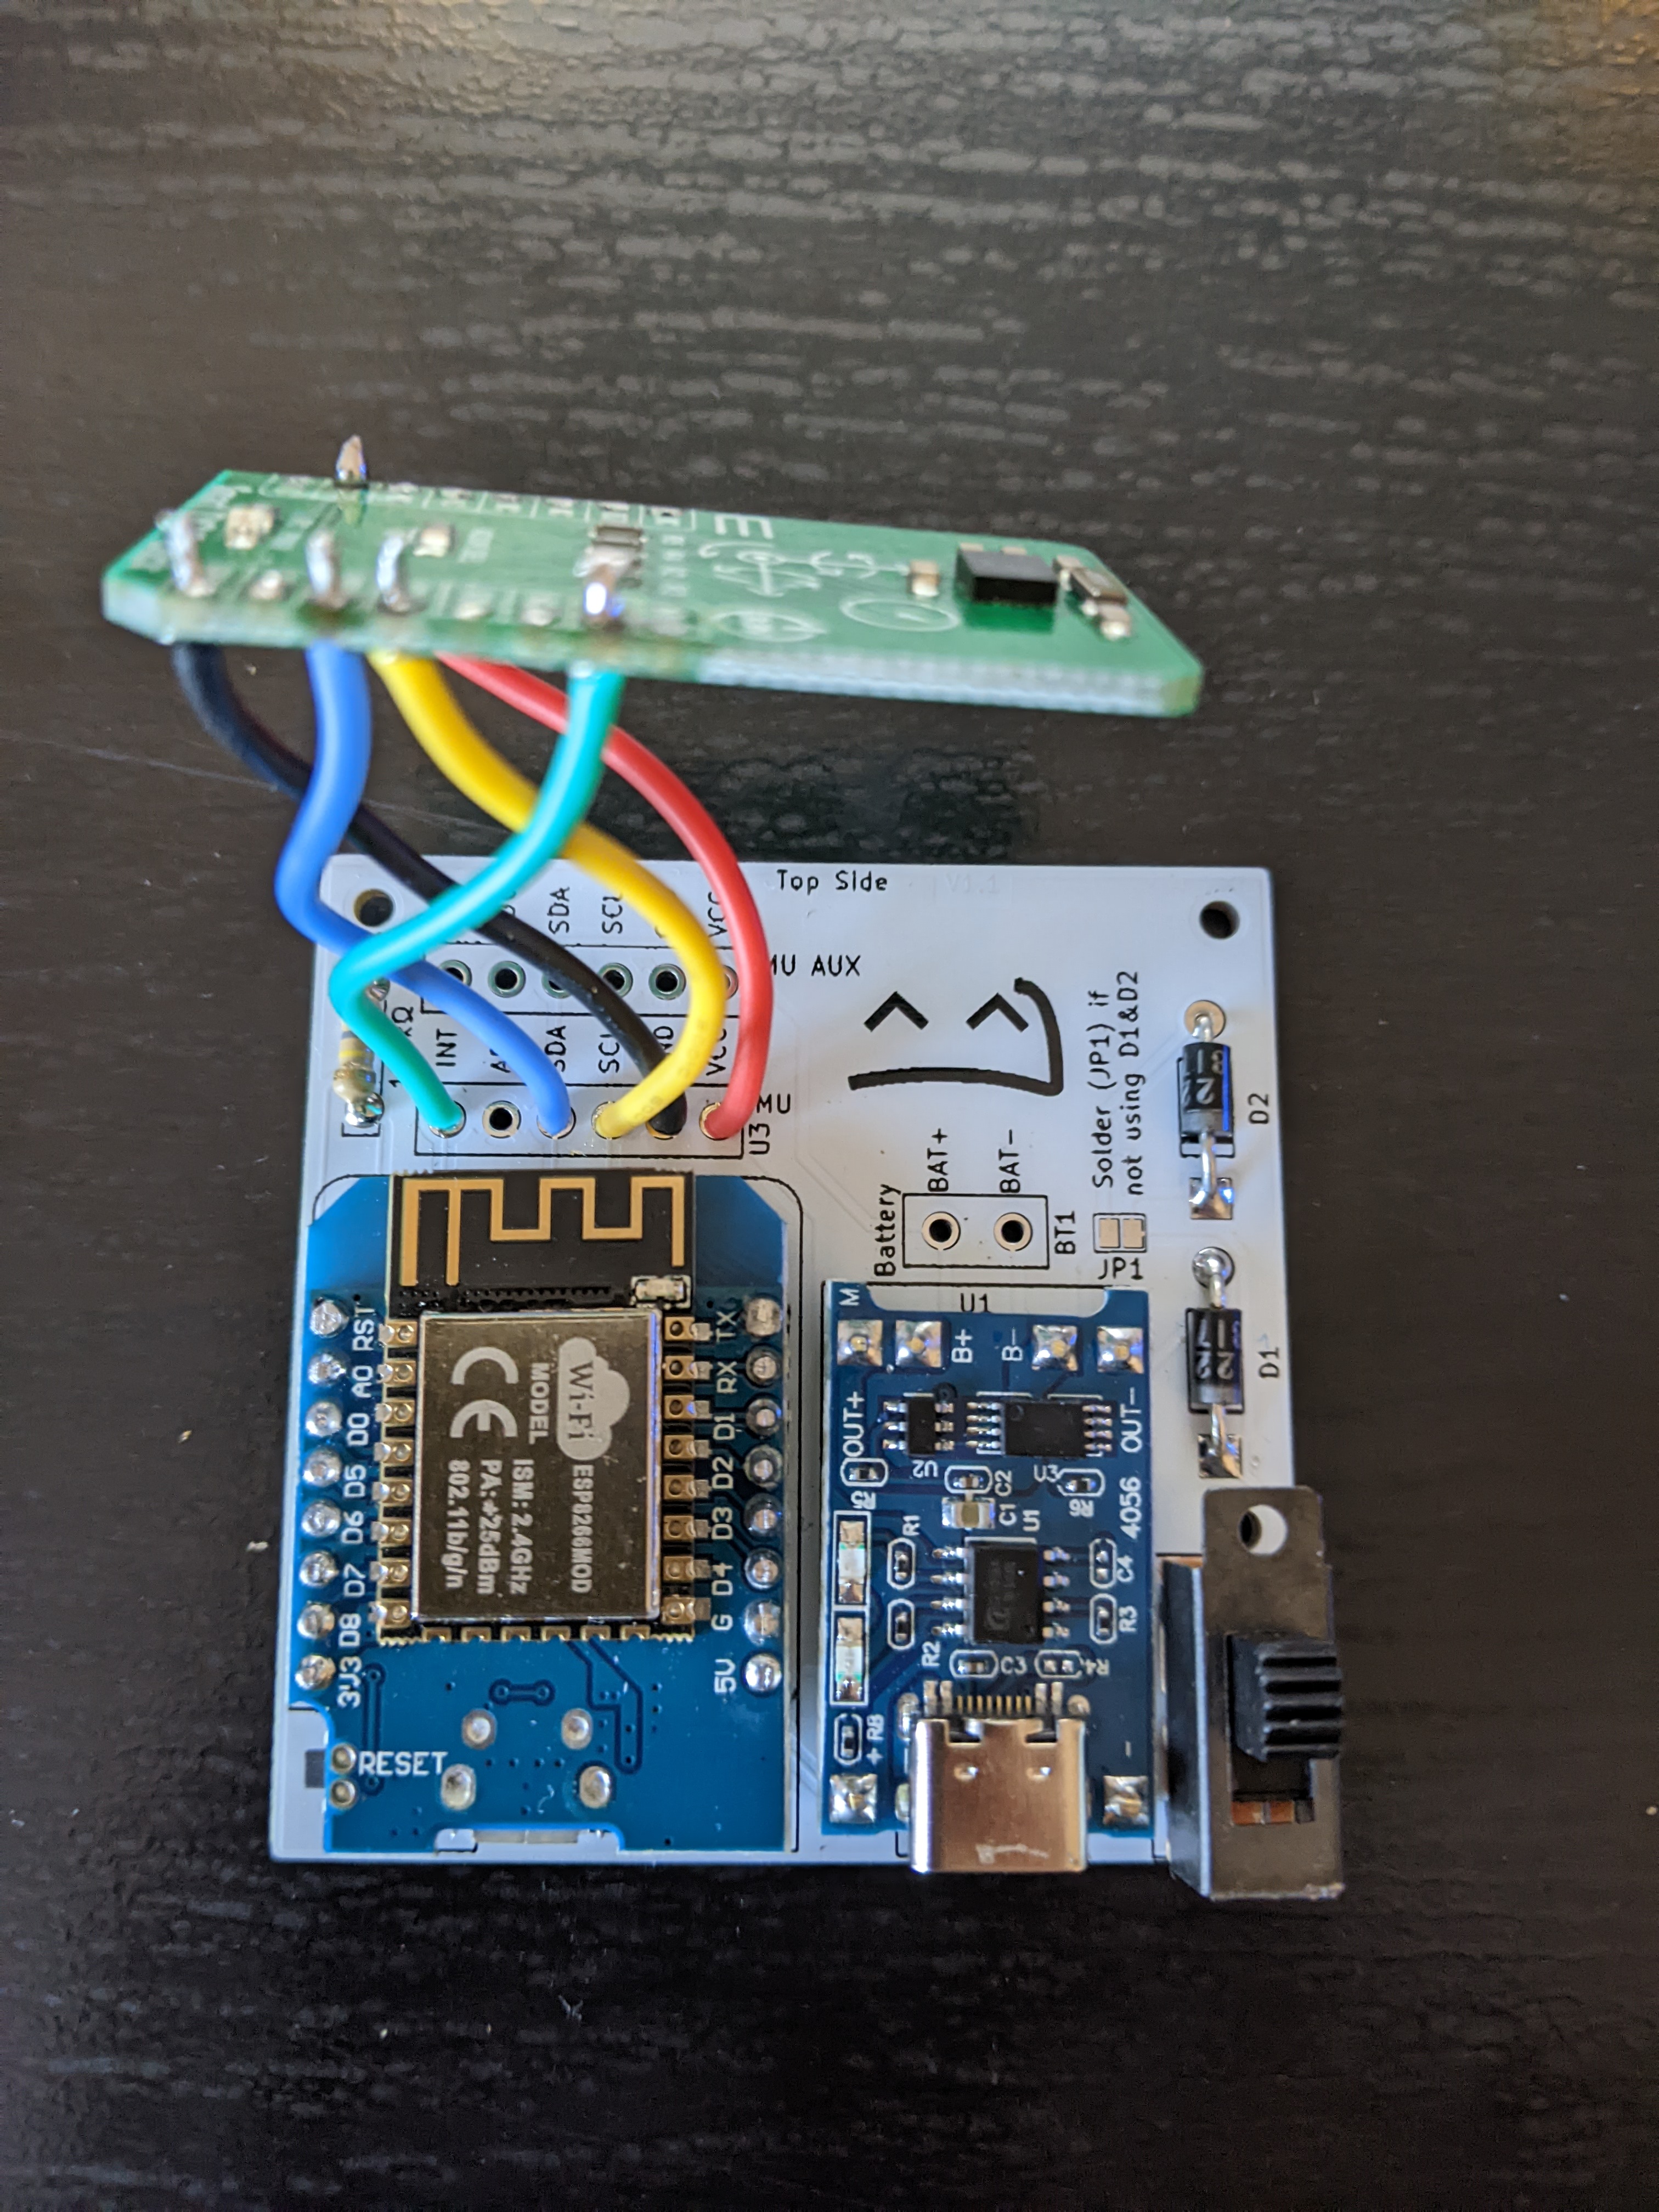 Top Side
V1.1
SDA
MU AUX
INT
SDA
VCC
MU
U3
Solder (JP1) if
not using D1&D2
D2
Battery
BAT+
BAT-
BT1
JP1
D1
U1
RST
A0
D0
D5
D6
D7
D8
3V3
TX
RX
D1
D2
D3
D4
G
5V
Wi-Fi
MODEL
ESP8266MOD
ISM: 2.4GHz
PA +25dBm
802.11b/g/n
CE
RESET
B+
B-
OUT+
OUT-
U2
U3
C2
R6
C1
U1
4056
R1
C4
R3
R2
C3
R4
R8
+
-